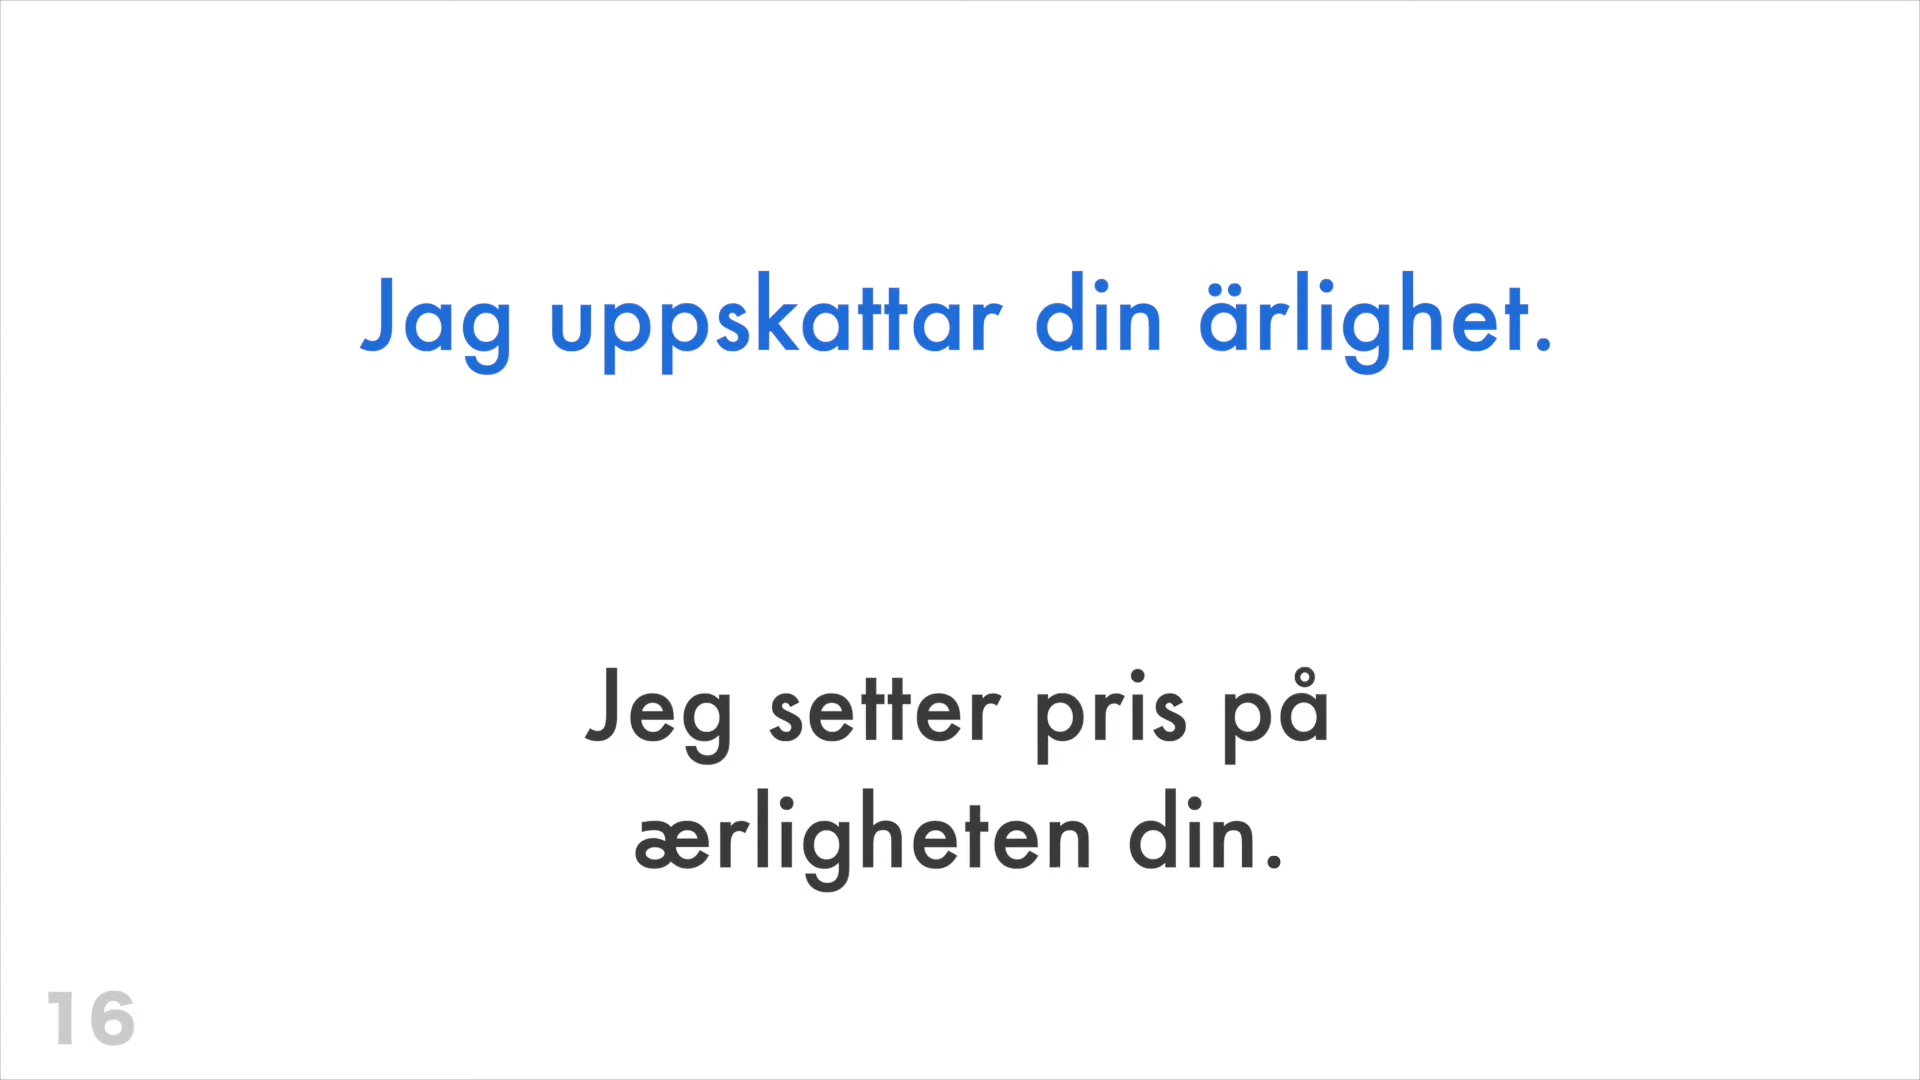 Jag uppskattar din ärlighet.
Jeg setter pris på
ærligheten din.
16